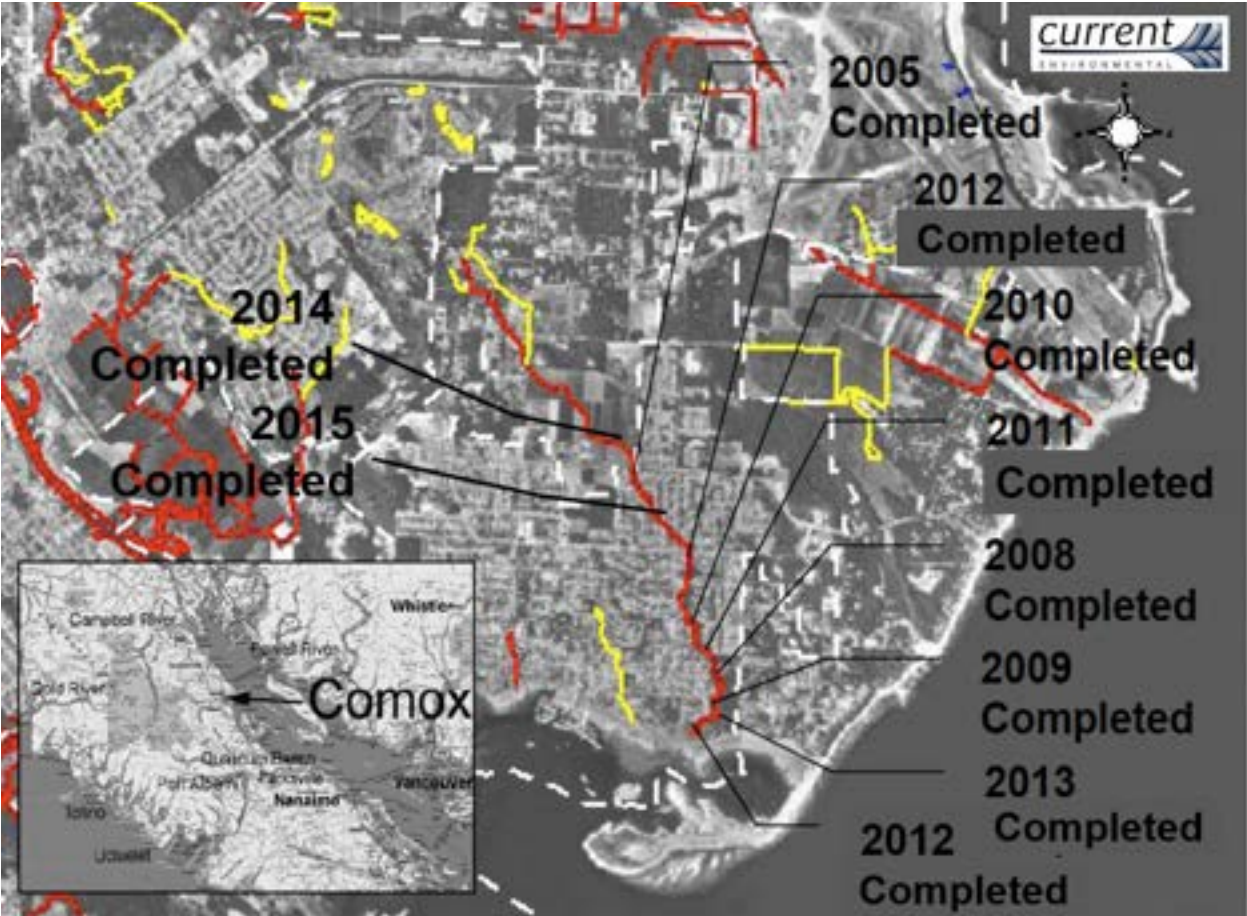 current
ENVIRONMENTAL
2005
Completed
2012
Completed
2010
Completed
2014
Completed
2015
Completed
2011
Completed
2008
Completed
2009
Completed
2013
Completed
2012
Completed
Campbell River
Whistler
Powell River
Gold River
Comox
Qualicum Beach
Port Alberni
Parksville
Vancouver
Nanaimo
Tofino
Ucluelet